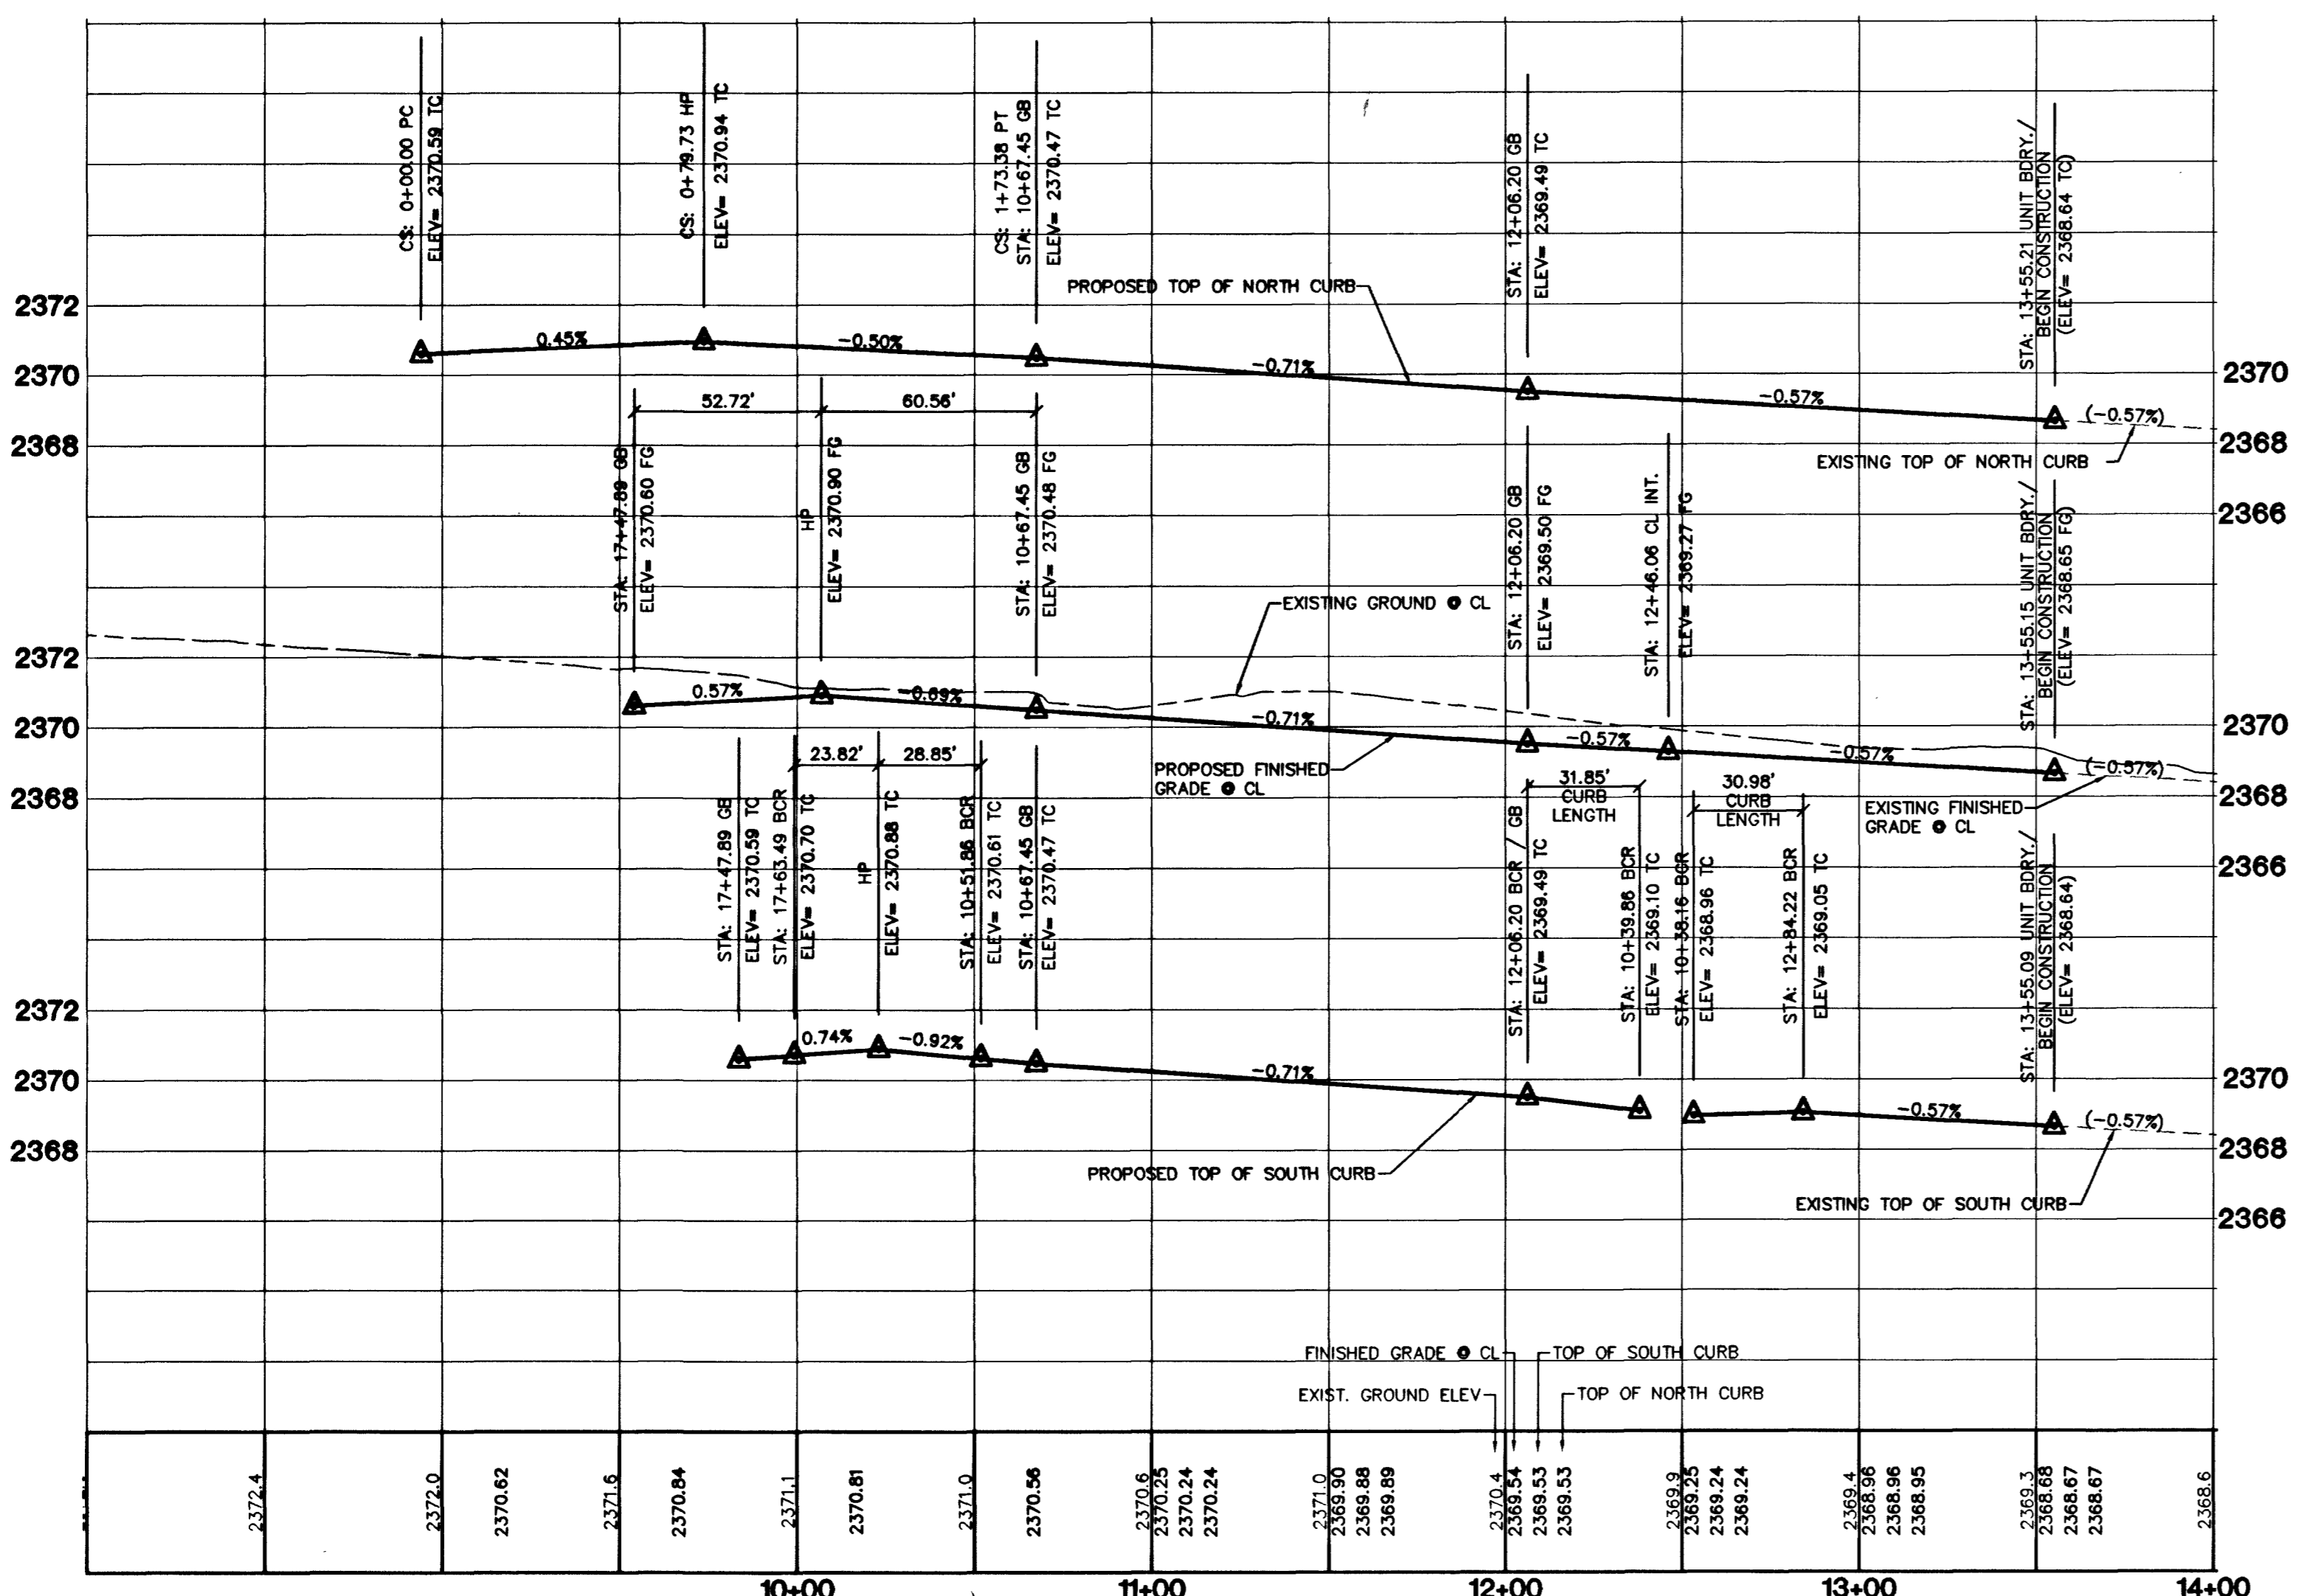 CS: 0+00.00 PC
ELEV= 2370.59 TC
CS: 0+79.73 HP
ELEV= 2370.94 TC
CS: 1+73.38 PT
STA: 10+67.45 GB
ELEV= 2370.47 TC
STA: 12+06.20 GB
ELEV= 2369.49 TC
STA: 13+55.21 UNIT BDRY./
BEGIN CONSTRUCTION
(ELEV= 2368.64 TC)
PROPOSED TOP OF NORTH CURB
2372
0.45%
-0.50%
-0.71%
-0.57%
(-0.57%)
2370
2370
52.72'
60.56'
2368
2368
EXISTING TOP OF NORTH CURB
STA: 17+47.89 GB
ELEV= 2370.60 FG
HP
ELEV= 2370.90 FG
STA: 10+67.45 GB
ELEV= 2370.48 FG
STA: 12+06.20 GB
ELEV= 2369.50 FG
STA: 12+46.06 CL INT.
ELEV= 2369.27 FG
STA: 13+55.15 UNIT BDRY./
BEGIN CONSTRUCTION
(ELEV= 2368.65 FG)
2366
EXISTING GROUND @ CL
2372
0.57%
-0.69%
-0.71%
-0.57%
-0.57%
(-0.57%)
2370
2370
23.82'
28.85'
PROPOSED FINISHED
GRADE @ CL
31.85'
CURB
LENGTH
30.98'
CURB
LENGTH
EXISTING FINISHED
GRADE @ CL
2368
2368
STA: 17+47.89 GB
ELEV= 2370.59 TC
STA: 17+63.49 BCR
ELEV= 2370.70 TC
HP
ELEV= 2370.88 TC
STA: 10+51.86 BCR
ELEV= 2370.61 TC
STA: 10+67.45 GB
ELEV= 2370.47 TC
STA: 12+06.20 BCR / GB
ELEV= 2369.49 TC
STA: 10+39.86 BCR
ELEV= 2369.10 TC
STA: 10+38.16 BCR
ELEV= 2368.96 TC
STA: 12+84.22 BCR
ELEV= 2369.05 TC
STA: 13+55.09 UNIT BDRY./
BEGIN CONSTRUCTION
(ELEV= 2368.64)
2366
2372
0.74%
-0.92%
-0.71%
-0.57%
(-0.57%)
2370
2370
2368
2368
PROPOSED TOP OF SOUTH CURB
EXISTING TOP OF SOUTH CURB
2366
FINISHED GRADE @ CL
TOP OF SOUTH CURB
EXIST. GROUND ELEV
TOP OF NORTH CURB
2372.4
2372.0
2370.62
2371.6
2370.84
2371.1
2370.81
2371.0
2370.56
2370.6
2370.25
2370.24
2370.24
2371.0
2369.90
2369.88
2369.89
2370.4
2369.54
2369.53
2369.53
2369.9
2369.25
2369.24
2369.24
2369.4
2368.96
2368.96
2368.95
2369.3
2368.68
2368.67
2368.67
2368.6
10+00
11+00
12+00
13+00
14+00